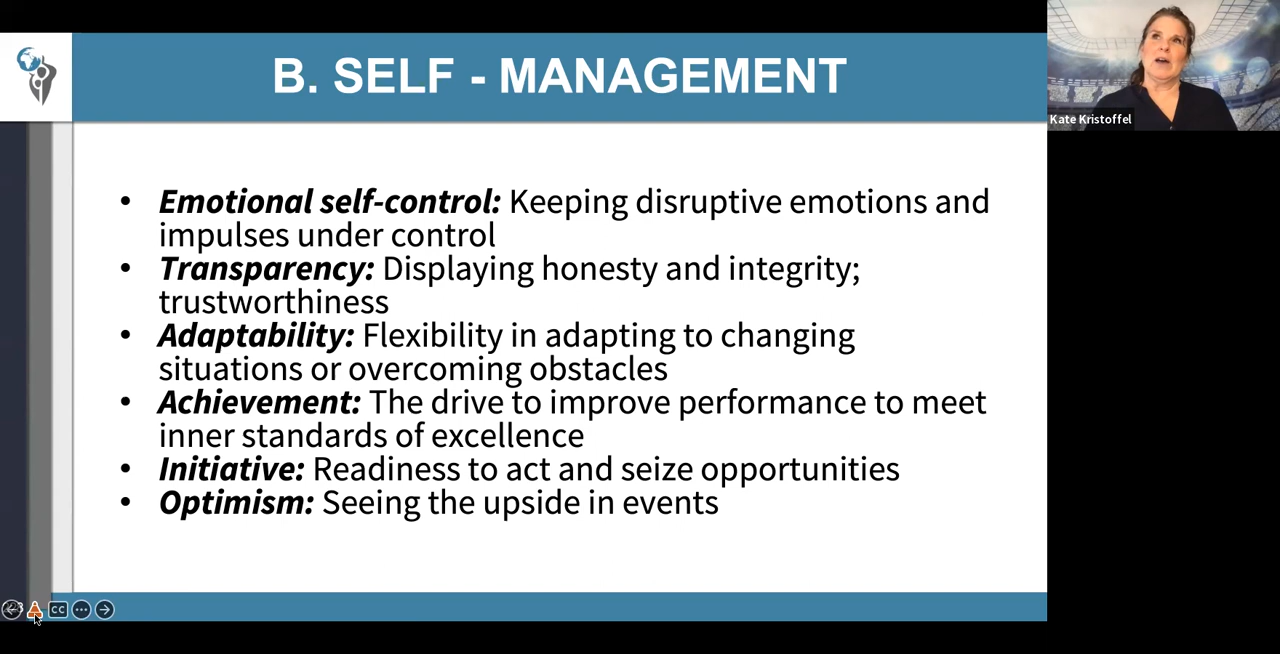 B. SELF - MANAGEMENT
Kate Kristoffel
• Emotional self-control: Keeping disruptive emotions and
impulses under control
• Transparency: Displaying honesty and integrity;
trustworthiness
• Adaptability: Flexibility in adapting to changing
situations or overcoming obstacles
• Achievement: The drive to improve performance to meet
inner standards of excellence
• Initiative: Readiness to act and seize opportunities
• Optimism: Seeing the upside in events
CC